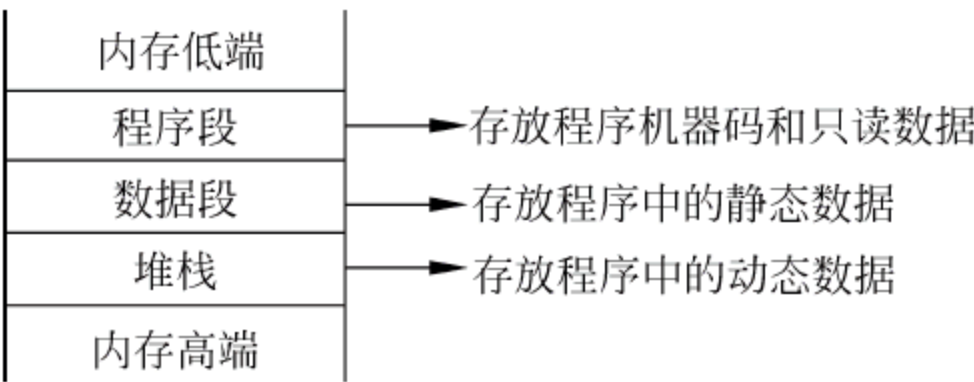 内存低端
程序段
存放程序机器码和只读数据
数据段
存放程序中的静态数据
堆栈
存放程序中的动态数据
内存高端